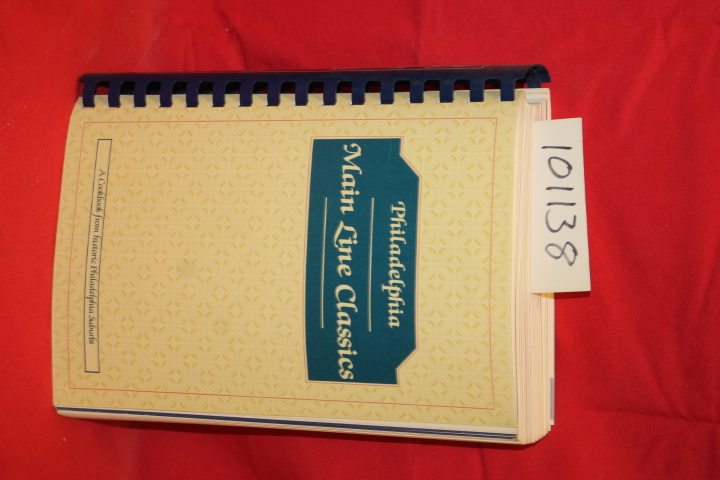 Philadelphia
Main Line Classics
A Cookbook from historic Philadelphia Suburbs
101138